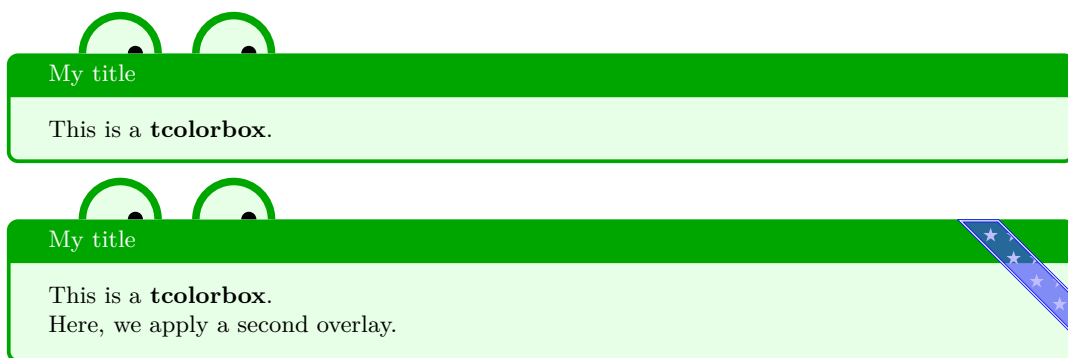 My title
This is a tcolorbox.
My title
This is a tcolorbox.
Here, we apply a second overlay.